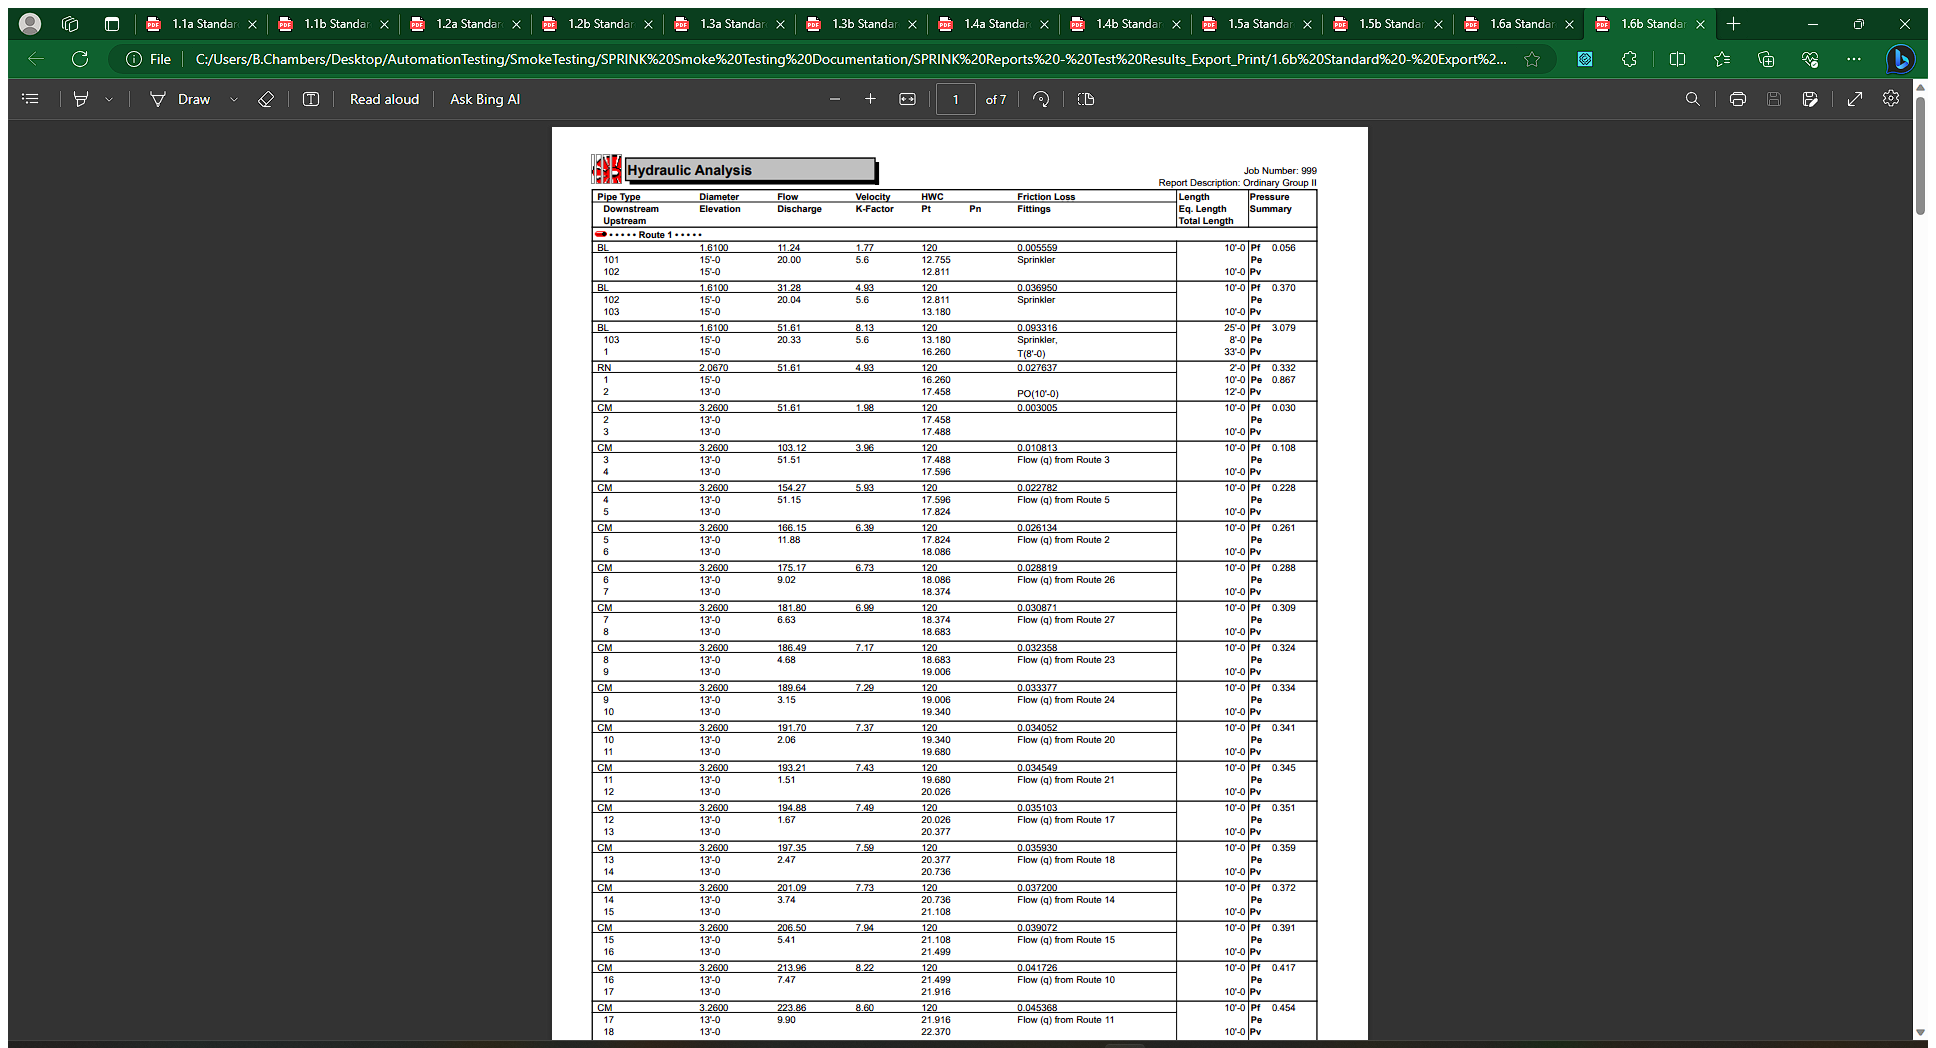 1.1a Standar 1.1b Standar 1.2a Standar 1.2b Standar 1.3a Standar 1.3b Standar 1.4a Standar 1.4b Standar 1.5a Standar 1.5b Standar 1.6a Standar 1.6b Standar
File C:/Users/B.Chambers/Desktop/AutomationTesting/SmokeTesting/SPRINK%20Smoke%20Testing%20Documentation/SPRINK%20Reports%20-%20Test%20Results_Export_Print/1.6b%20Standard%20-%20Export%2...
Draw Read aloud Ask Bing AI 1 of 7
Hydraulic Analysis
Job Number: 999
Report Description: Ordinary Group II
Pipe Type Diameter Flow Velocity HWC Friction Loss Length Pressure
Downstream Elevation Discharge K-Factor Pt Pn Fittings Eq. Length Summary
Upstream Total Length
• • • • • Route 1 • • • • •
BL 1.6100 11.24 1.77 120 0.005559 10'-0 Pf 0.056
101 15'-0 20.00 5.6 12.755 Sprinkler Pe
102 15'-0 12.811 10'-0 Pv
BL 1.6100 31.28 4.93 120 0.036950 10'-0 Pf 0.370
102 15'-0 20.04 5.6 12.811 Sprinkler Pe
103 15'-0 13.180 10'-0 Pv
BL 1.6100 51.61 8.13 120 0.093316 25'-0 Pf 3.079
103 15'-0 20.33 5.6 13.180 Sprinkler, 8'-0 Pe
1 15'-0 16.260 T(8'-0) 33'-0 Pv
RN 2.0670 51.61 4.93 120 0.027637 2'-0 Pf 0.332
1 15'-0 16.260 10'-0 Pe 0.867
2 13'-0 17.458 PO(10'-0) 12'-0 Pv
CM 3.2600 51.61 1.98 120 0.003005 10'-0 Pf 0.030
2 13'-0 17.458 Pe
3 13'-0 17.488 10'-0 Pv
CM 3.2600 103.12 3.96 120 0.010813 10'-0 Pf 0.108
3 13'-0 51.51 17.488 Flow (q) from Route 3 Pe
4 13'-0 17.596 10'-0 Pv
CM 3.2600 154.27 5.93 120 0.022782 10'-0 Pf 0.228
4 13'-0 51.15 17.596 Flow (q) from Route 5 Pe
5 13'-0 17.824 10'-0 Pv
CM 3.2600 166.15 6.39 120 0.026134 10'-0 Pf 0.261
5 13'-0 11.88 17.824 Flow (q) from Route 2 Pe
6 13'-0 18.086 10'-0 Pv
CM 3.2600 175.17 6.73 120 0.028819 10'-0 Pf 0.288
6 13'-0 9.02 18.086 Flow (q) from Route 26 Pe
7 13'-0 18.374 10'-0 Pv
CM 3.2600 181.80 6.99 120 0.030871 10'-0 Pf 0.309
7 13'-0 6.63 18.374 Flow (q) from Route 27 Pe
8 13'-0 18.683 10'-0 Pv
CM 3.2600 186.49 7.17 120 0.032358 10'-0 Pf 0.324
8 13'-0 4.68 18.683 Flow (q) from Route 23 Pe
9 13'-0 19.006 10'-0 Pv
CM 3.2600 189.64 7.29 120 0.033377 10'-0 Pf 0.334
9 13'-0 3.15 19.006 Flow (q) from Route 24 Pe
10 13'-0 19.340 10'-0 Pv
CM 3.2600 191.70 7.37 120 0.034052 10'-0 Pf 0.341
10 13'-0 2.06 19.340 Flow (q) from Route 20 Pe
11 13'-0 19.680 10'-0 Pv
CM 3.2600 193.21 7.43 120 0.034549 10'-0 Pf 0.345
11 13'-0 1.51 19.680 Flow (q) from Route 21 Pe
12 13'-0 20.026 10'-0 Pv
CM 3.2600 194.88 7.49 120 0.035103 10'-0 Pf 0.351
12 13'-0 1.67 20.026 Flow (q) from Route 17 Pe
13 13'-0 20.377 10'-0 Pv
CM 3.2600 197.35 7.59 120 0.035930 10'-0 Pf 0.359
13 13'-0 2.47 20.377 Flow (q) from Route 18 Pe
14 13'-0 20.736 10'-0 Pv
CM 3.2600 201.09 7.73 120 0.037200 10'-0 Pf 0.372
14 13'-0 3.74 20.736 Flow (q) from Route 14 Pe
15 13'-0 21.108 10'-0 Pv
CM 3.2600 206.50 7.94 120 0.039072 10'-0 Pf 0.391
15 13'-0 5.41 21.108 Flow (q) from Route 15 Pe
16 13'-0 21.499 10'-0 Pv
CM 3.2600 213.96 8.22 120 0.041726 10'-0 Pf 0.417
16 13'-0 7.47 21.499 Flow (q) from Route 10 Pe
17 13'-0 21.916 10'-0 Pv
CM 3.2600 223.86 8.60 120 0.045368 10'-0 Pf 0.454
17 13'-0 9.90 21.916 Flow (q) from Route 11 Pe
18 13'-0 22.370 10'-0 Pv